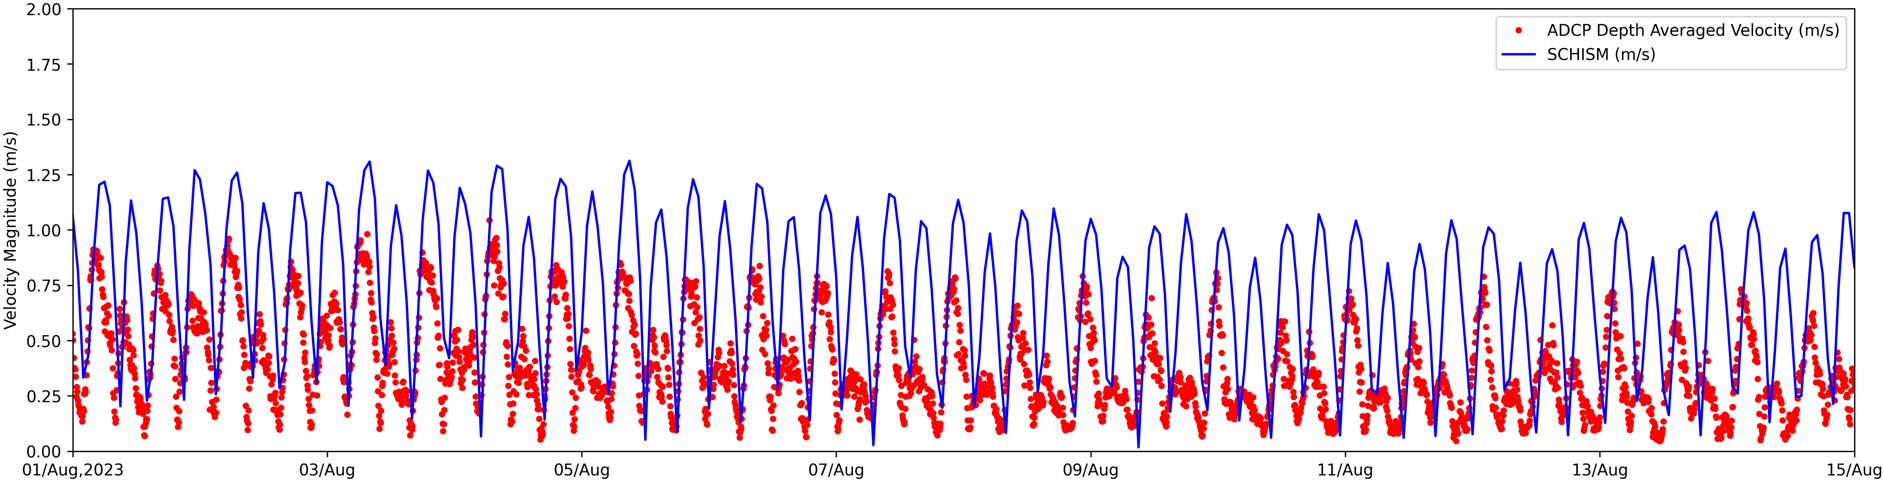 2.00
1.75
1.50
1.25
1.00
0.75
0.50
0.25
0.00
Velocity Magnitude (m/s)
ADCP Depth Averaged Velocity (m/s)
SCHISM (m/s)
01/Aug,2023 03/Aug 05/Aug 07/Aug 09/Aug 11/Aug 13/Aug 15/Aug